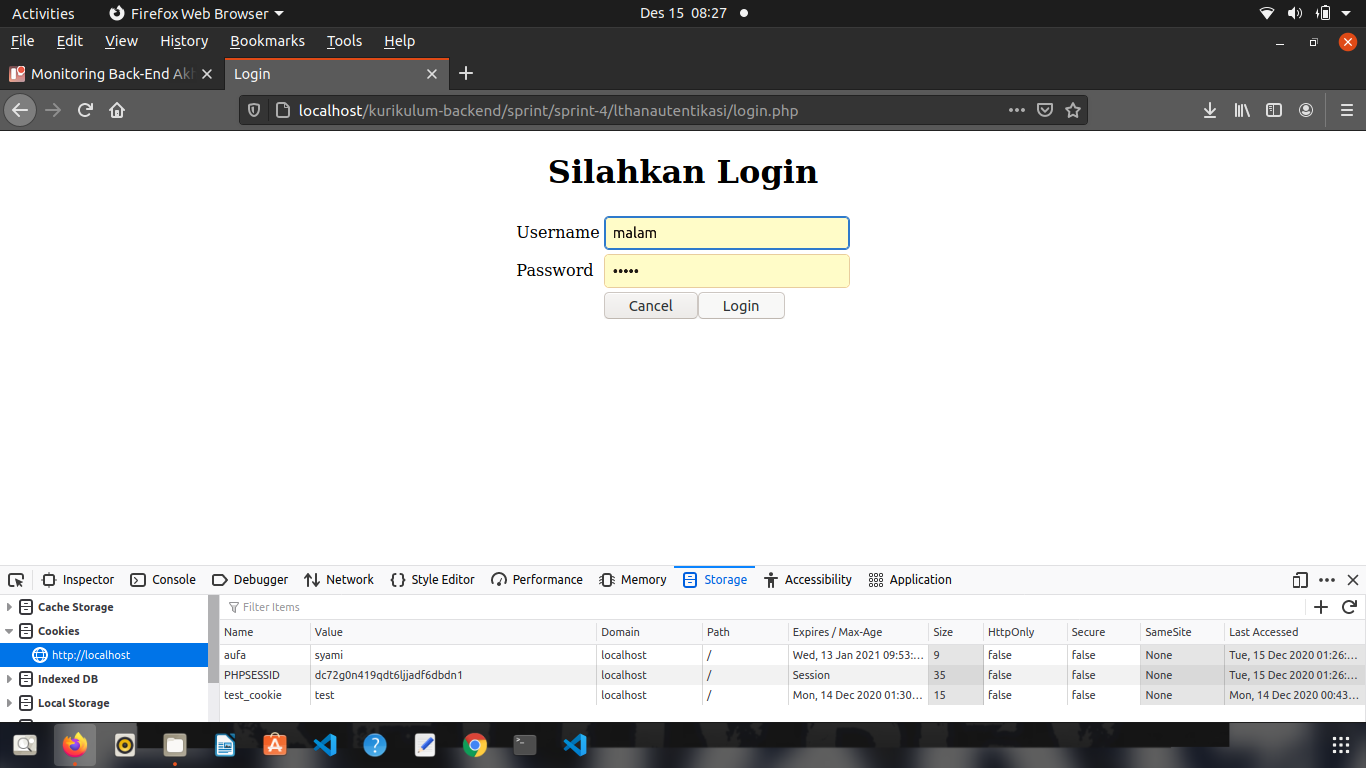 Activities Firefox Web Browser Des 15 08:27
File Edit View History Bookmarks Tools Help
Monitoring Back-End Akh Login
localhost/kurikulum-backend/sprint/sprint-4/lthanautentikasi/login.php
Silahkan Login
Username malam
Password •••••
Cancel Login
Inspector Console Debugger Network Style Editor Performance Memory Storage Accessibility Application
Cache Storage Filter Items
Cookies Name Value Domain Path Expires / Max-Age Size HttpOnly Secure SameSite Last Accessed
http://localhost aufa syami localhost / Wed, 13 Jan 2021 09:53:… 9 false false None Tue, 15 Dec 2020 01:26:…
Indexed DB PHPSESSID dc72g0n419qdt6ljjadf6dbdn1 localhost / Session 35 false false None Tue, 15 Dec 2020 01:26:…
Local Storage test_cookie test localhost / Mon, 14 Dec 2020 01:30… 15 false false None Mon, 14 Dec 2020 00:43…